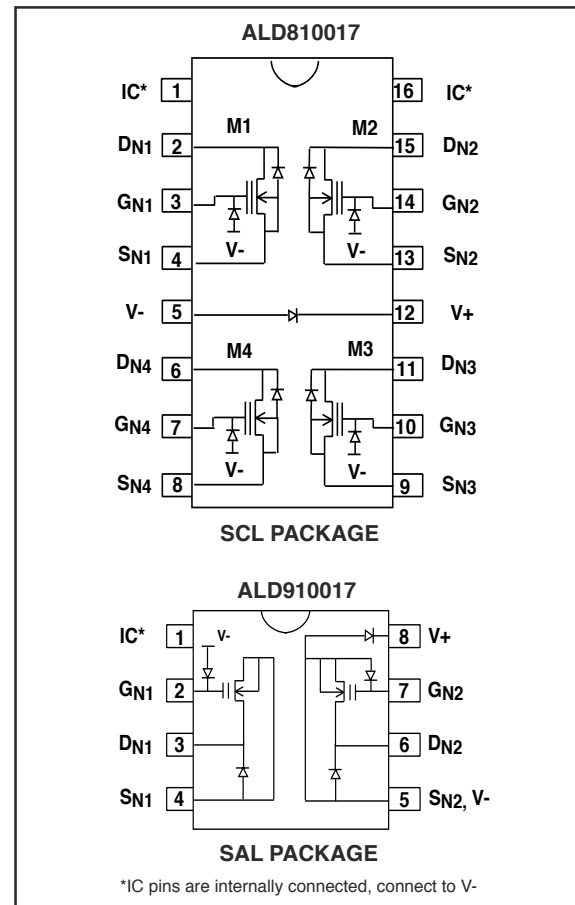 ALD810017
IC* 1 16 IC*
M1 M2
DN1 2 15 DN2
GN1 3 14 GN2
V- V-
SN1 4 13 SN2
V- 5 12 V+
M4 M3
DN4 6 11 DN3
GN4 7 10 GN3
V- V-
SN4 8 9 SN3
SCL PACKAGE
ALD910017
IC* 1 V- 8 V+
GN1 2 7 GN2
DN1 3 6 DN2
SN1 4 5 SN2, V-
SAL PACKAGE
*IC pins are internally connected, connect to V-